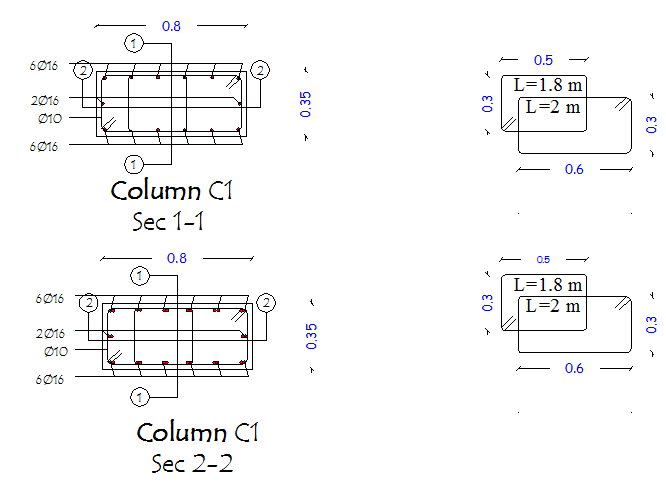 0.8
1
6Ø16
2
2
2Ø16
Ø10
6Ø16
0.35
1
Column C1
Sec 1-1
0.5
0.3
L=1.8 m
L=2 m
0.3
0.6
0.8
1
6Ø16
2
2
2Ø16
Ø10
6Ø16
0.35
1
Column C1
Sec 2-2
0.5
0.3
L=1.8 m
L=2 m
0.3
0.6